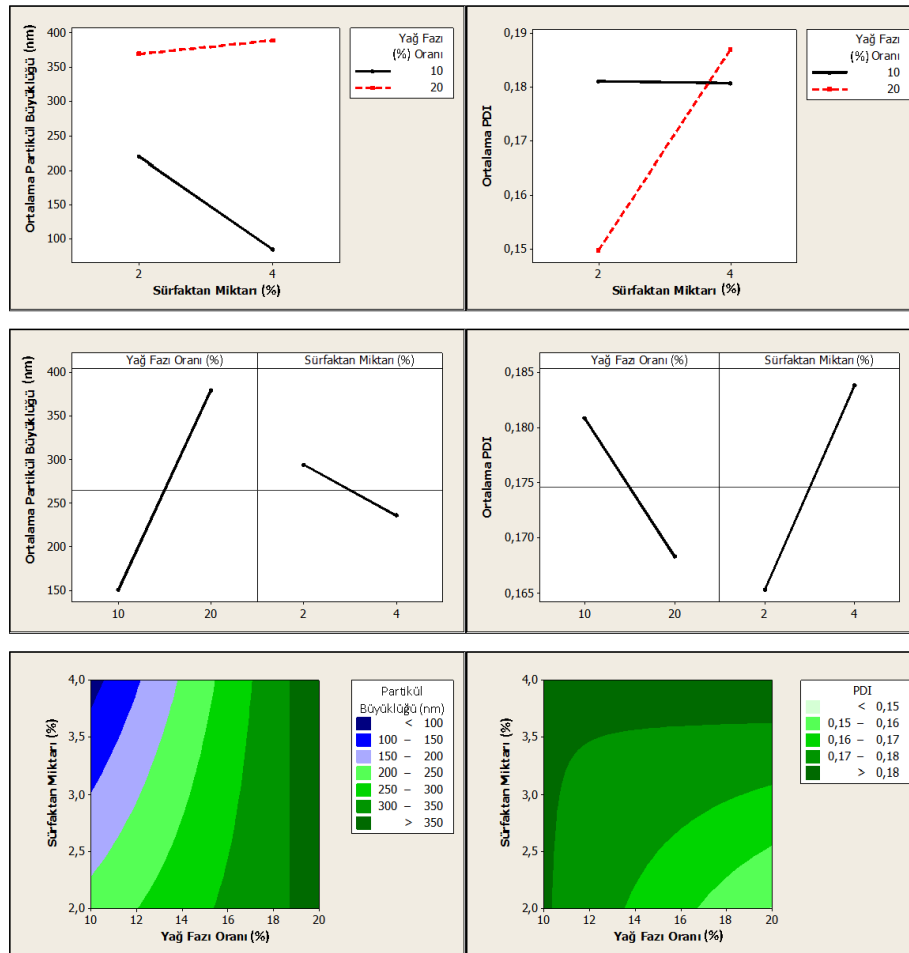 Ortalama Partikül Büyüklüğü (nm)
400
350
300
250
200
150
100
2
4
Sürfaktan Miktarı (%)
Yağ Fazı
(%) Oranı
10
20
Ortalama PDI
0,19
0,18
0,17
0,16
0,15
2
4
Sürfaktan Miktarı (%)
Yağ Fazı
(%) Oranı
10
20
Ortalama Partikül Büyüklüğü (nm)
Yağ Fazı Oranı (%)
Sürfaktan Miktarı (%)
400
350
300
250
200
150
10
20
2
4
Ortalama PDI
Yağ Fazı Oranı (%)
Sürfaktan Miktarı (%)
0,185
0,180
0,175
0,170
0,165
10
20
2
4
Sürfaktan Miktarı (%)
4,0
3,5
3,0
2,5
2,0
10
12
14
16
18
20
Yağ Fazı Oranı (%)
Partikül
Büyüklüğü (nm)
< 100
100 – 150
150 – 200
200 – 250
250 – 300
300 – 350
> 350
Sürfaktan Miktarı (%)
4,0
3,5
3,0
2,5
2,0
10
12
14
16
18
20
Yağ Fazı Oranı (%)
PDI
< 0,15
0,15 – 0,16
0,16 – 0,17
0,17 – 0,18
> 0,18